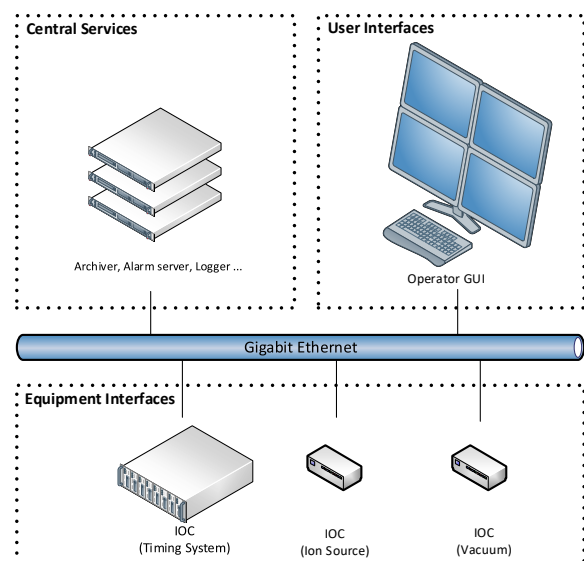 Central Services
User Interfaces
Archiver, Alarm server, Logger ...
Operator GUI
Gigabit Ethernet
Equipment Interfaces
IOC
(Timing System)
IOC
(Ion Source)
IOC
(Vacuum)